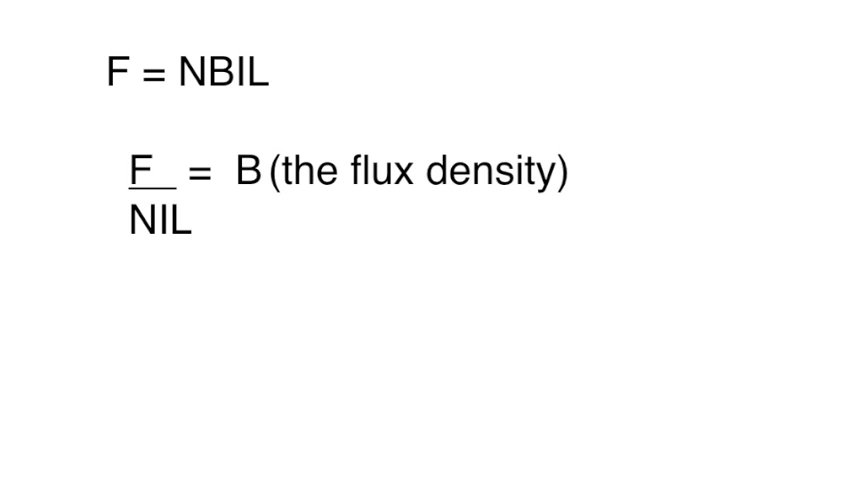 F = NBIL
F = B (the flux density)
NIL